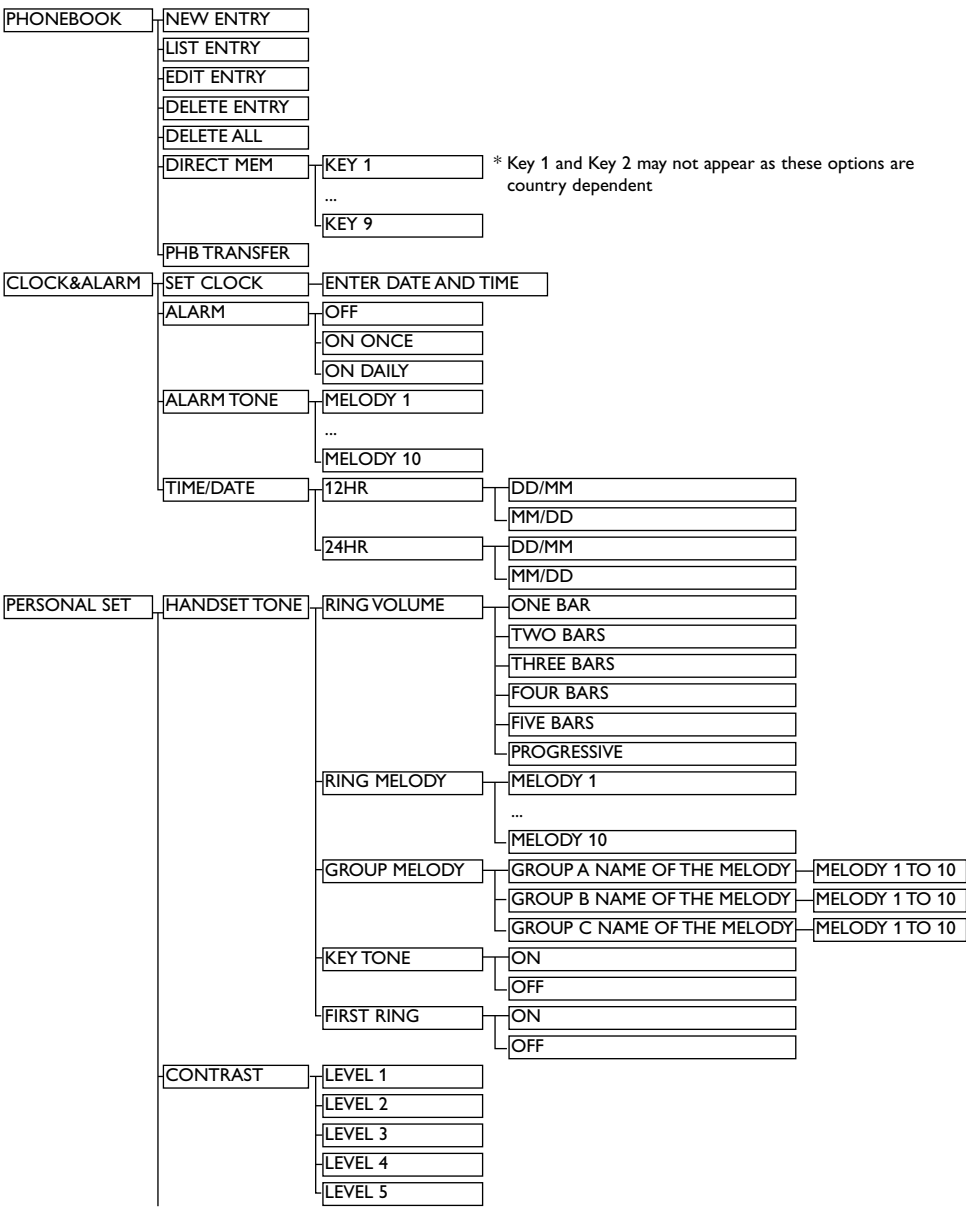 PHONEBOOK NEW ENTRY
LIST ENTRY
EDIT ENTRY
DELETE ENTRY
DELETE ALL
DIRECT MEM KEY 1 * Key 1 and Key 2 may not appear as these options are
... country dependent
KEY 9
PHB TRANSFER
CLOCK&ALARM SET CLOCK ENTER DATE AND TIME
ALARM OFF
ON ONCE
ON DAILY
ALARM TONE MELODY 1
...
MELODY 10
TIME/DATE 12HR DD/MM
MM/DD
24HR DD/MM
MM/DD
PERSONAL SET HANDSET TONE RING VOLUME ONE BAR
TWO BARS
THREE BARS
FOUR BARS
FIVE BARS
PROGRESSIVE
RING MELODY MELODY 1
...
MELODY 10
GROUP MELODY GROUP A NAME OF THE MELODY MELODY 1 TO 10
GROUP B NAME OF THE MELODY MELODY 1 TO 10
GROUP C NAME OF THE MELODY MELODY 1 TO 10
KEY TONE ON
OFF
FIRST RING ON
OFF
CONTRAST LEVEL 1
LEVEL 2
LEVEL 3
LEVEL 4
LEVEL 5